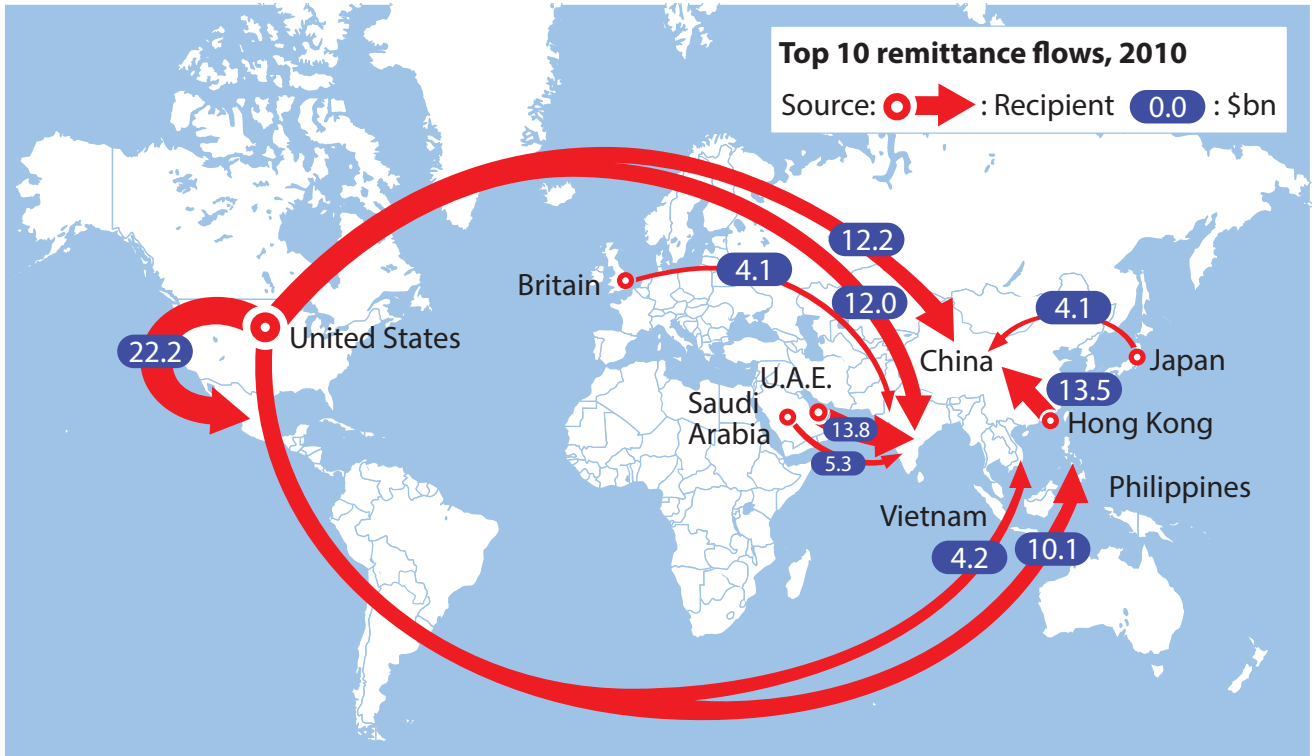 Top 10 remittance flows, 2010
Source: : Recipient 0.0 : $bn
12.2
4.1
Britain
12.0
4.1
United States
22.2
China
Japan
U.A.E.
13.5
Saudi
Arabia
13.8
Hong Kong
5.3
Philippines
Vietnam
4.2
10.1